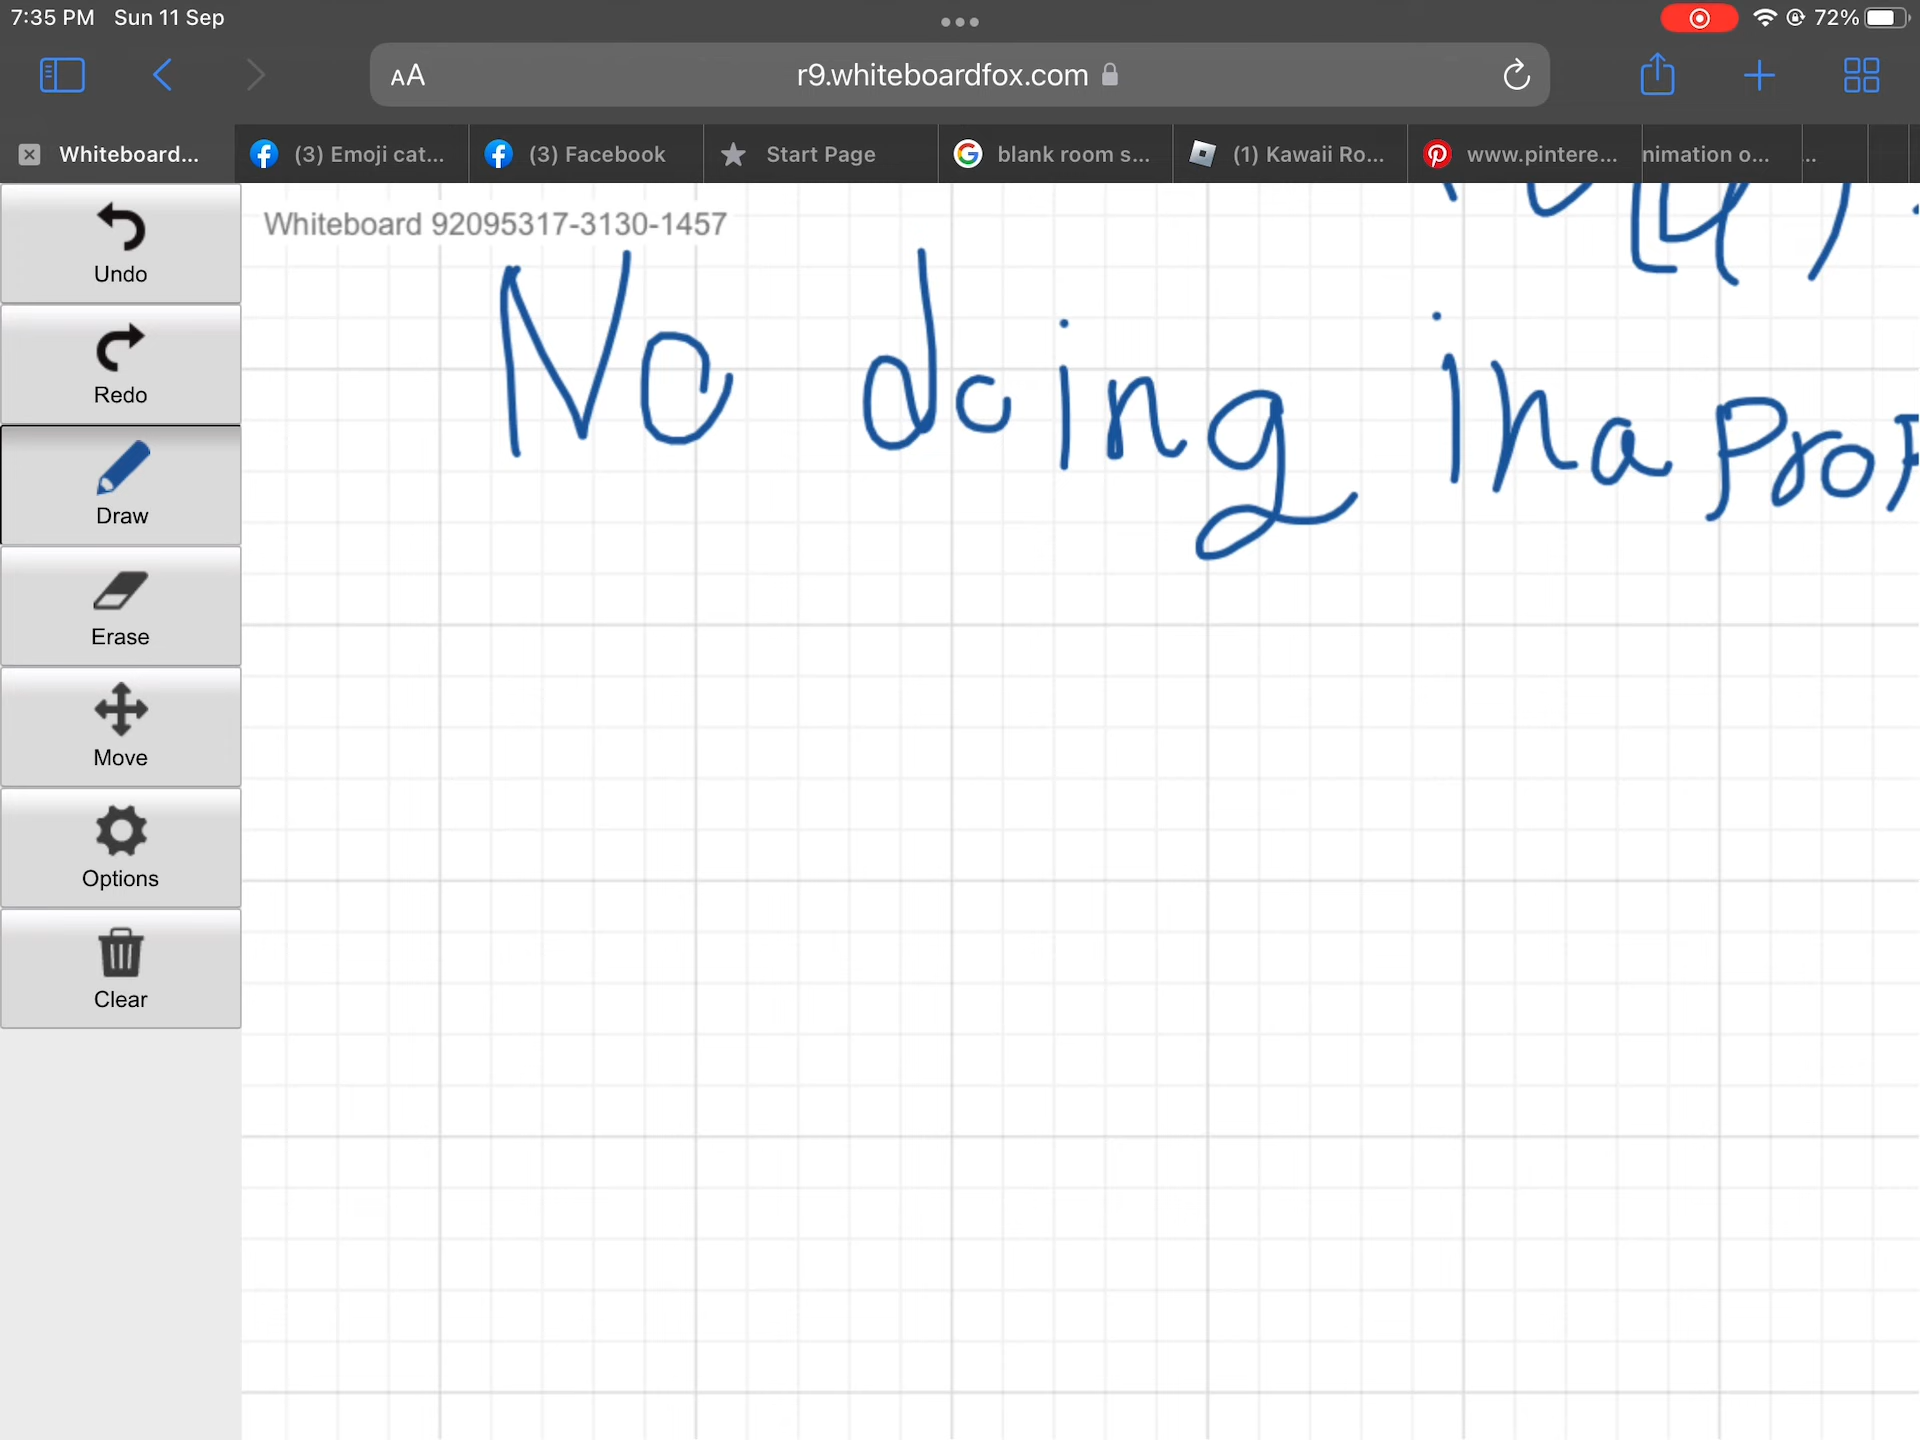 7:35 PM Sun 11 Sep 72%
AA r9.whiteboardfox.com
Whiteboard... (3) Emoji cat... (3) Facebook Start Page blank room s... (1) Kawaii Ro... www.pintere... nimation o... ..
Whiteboard 92095317-3130-1457
No doing inaprop
Undo
Redo
Draw
Erase
Move
Options
Clear